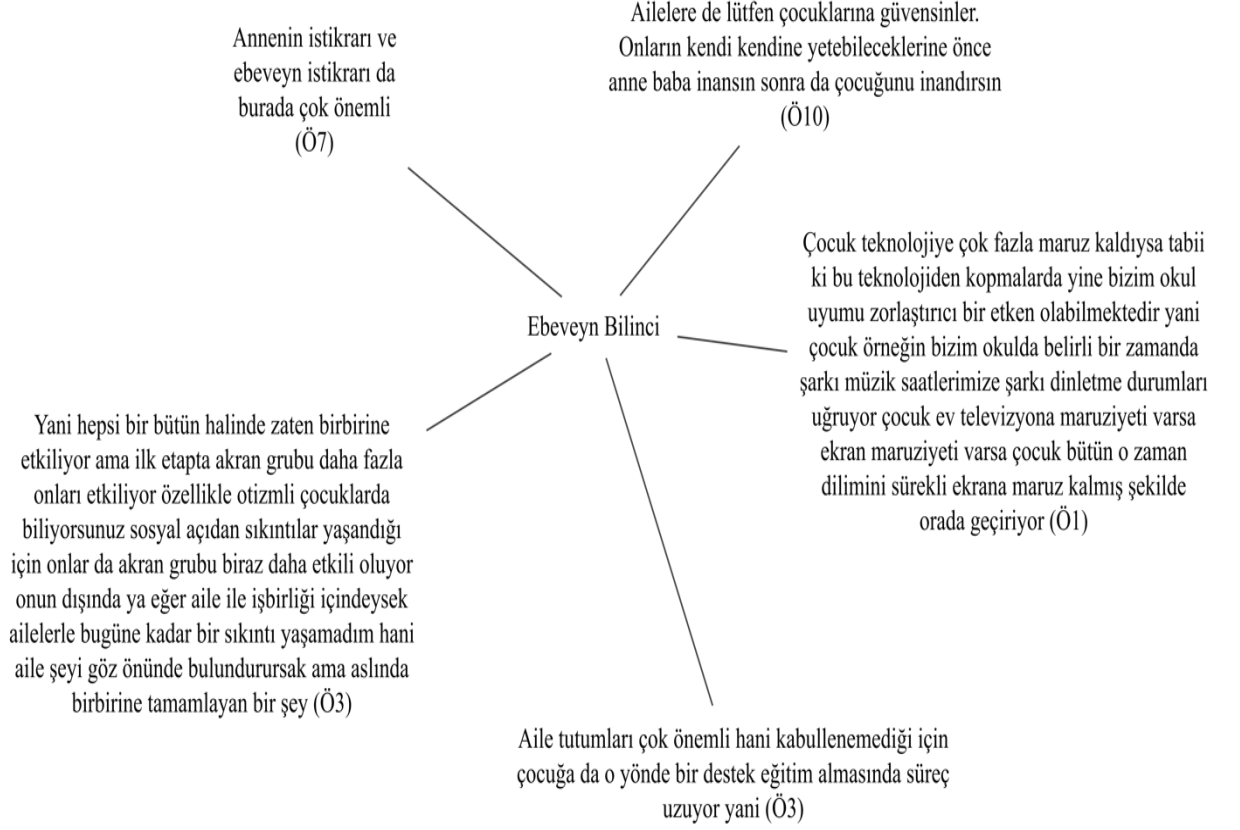 Annenin istikrarı ve
ebeveyn istikrarı da
burada çok önemli
(Ö7)
Ailelere de lütfen çocuklarına güvensinler.
Onların kendi kendine yetebileceklerine önce
anne baba inansın sonra da çocuğunu inandırsın
(Ö10)
Ebeveyn Bilinci
Çocuk teknolojiye çok fazla maruz kaldıysa tabii
ki bu teknolojiden kopmalarda yine bizim okul
uyumu zorlaştırıcı bir etken olabilmektedir yani
çocuk örneğin bizim okulda belirli bir zamanda
şarkı müzik saatlerimize şarkı dinletme durumları
uğruyor çocuk ev televizyona maruziyeti varsa
ekran maruziyeti varsa çocuk bütün o zaman
dilimini sürekli ekrana maruz kalmış şekilde
orada geçiriyor (Ö1)
Yani hepsi bir bütün halinde zaten birbirine
etkiliyor ama ilk etapta akran grubu daha fazla
onları etkiliyor özellikle otizmli çocuklarda
biliyorsunuz sosyal açıdan sıkıntılar yaşandığı
için onlar da akran grubu biraz daha etkili oluyor
onun dışında ya eğer aile ile işbirliği içindeysek
ailelerle bugüne kadar bir sıkıntı yaşamadım hani
aile şeyi göz önünde bulundurursak ama aslında
birbirine tamamlayan bir şey (Ö3)
Aile tutumları çok önemli hani kabullenemediği için
çocuğa da o yönde bir destek eğitim almasında süreç
uzuyor yani (Ö3)